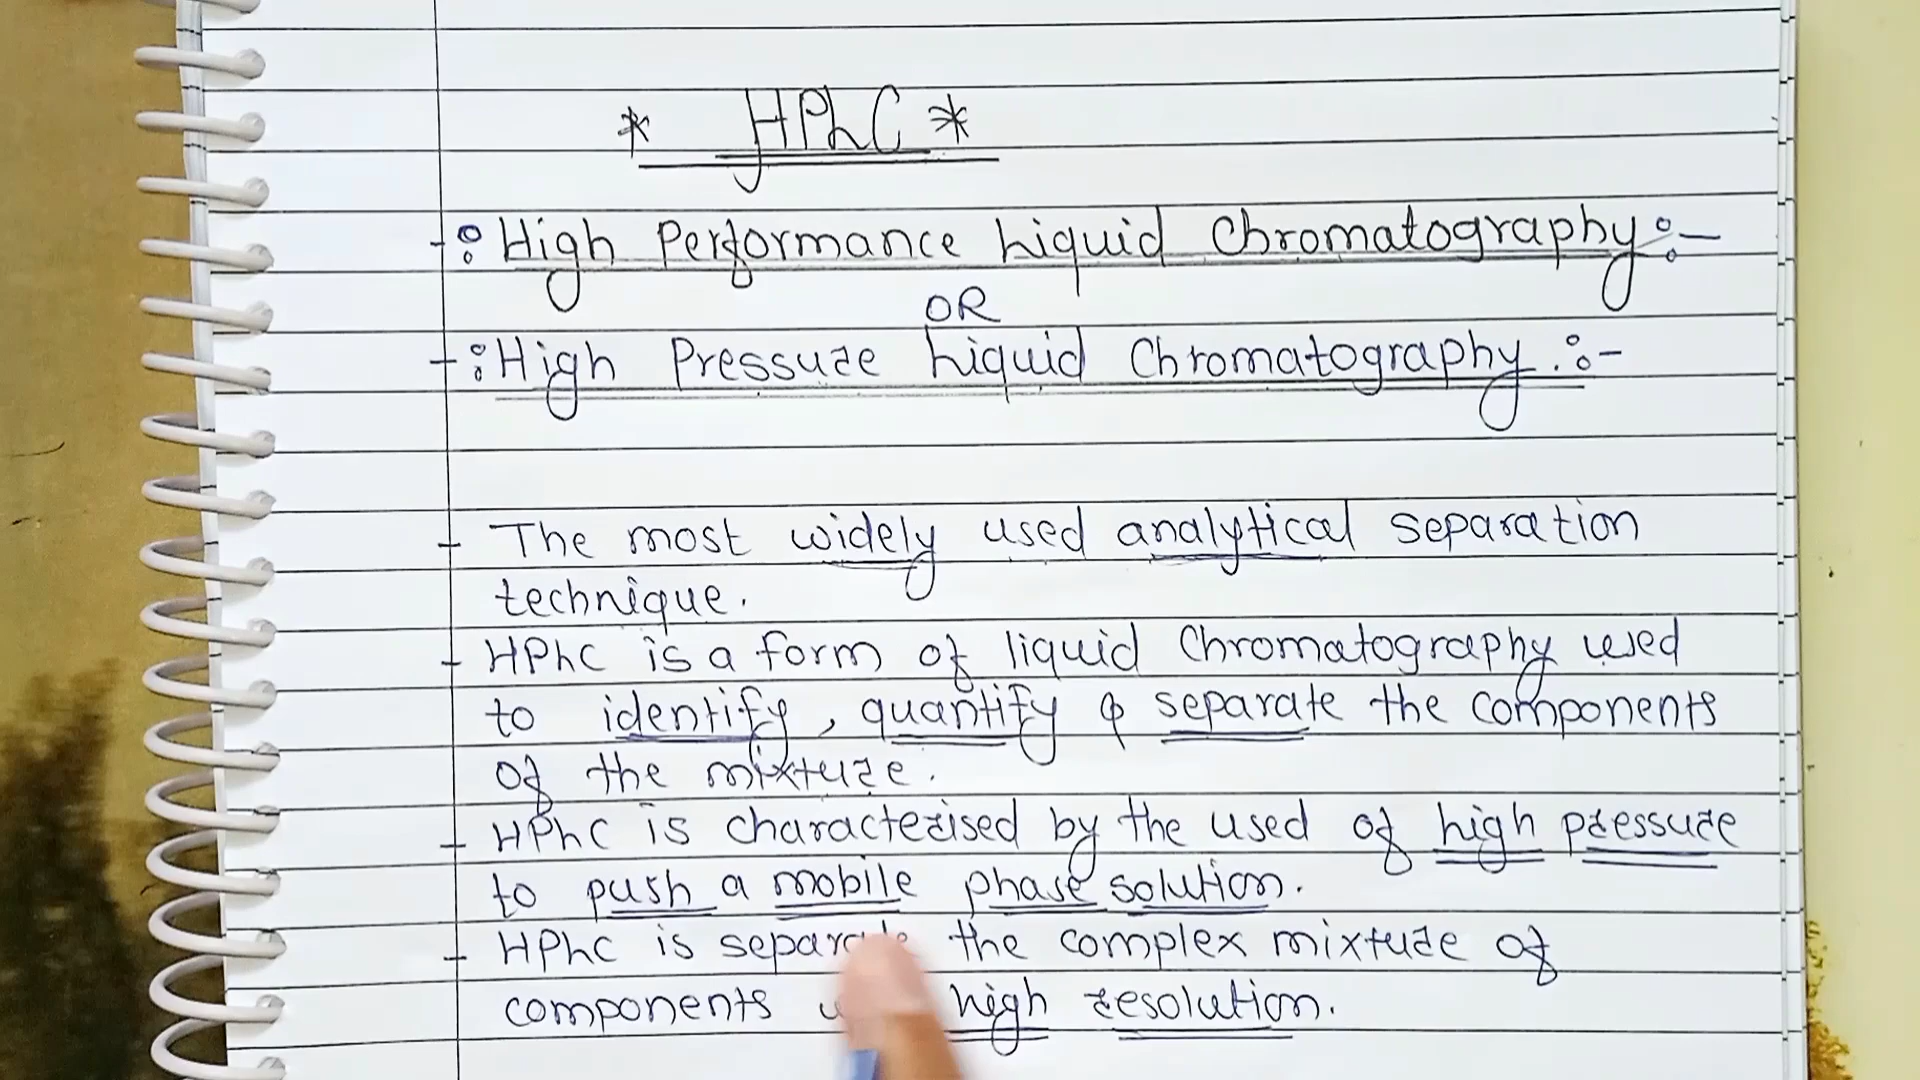 * HPLC *
-: High Performance Liquid Chromatography :-
OR
-: High Pressure Liquid Chromatography. :-
- The most widely used analytical separation
technique.
- HPLC is a form of liquid Chromatography used
to identify, quantify & separate the components
of the mixture.
- HPLC is characterised by the used of high pressure
to push a mobile phase solution.
- HPLC is separate the complex mixture of
components high resolution.